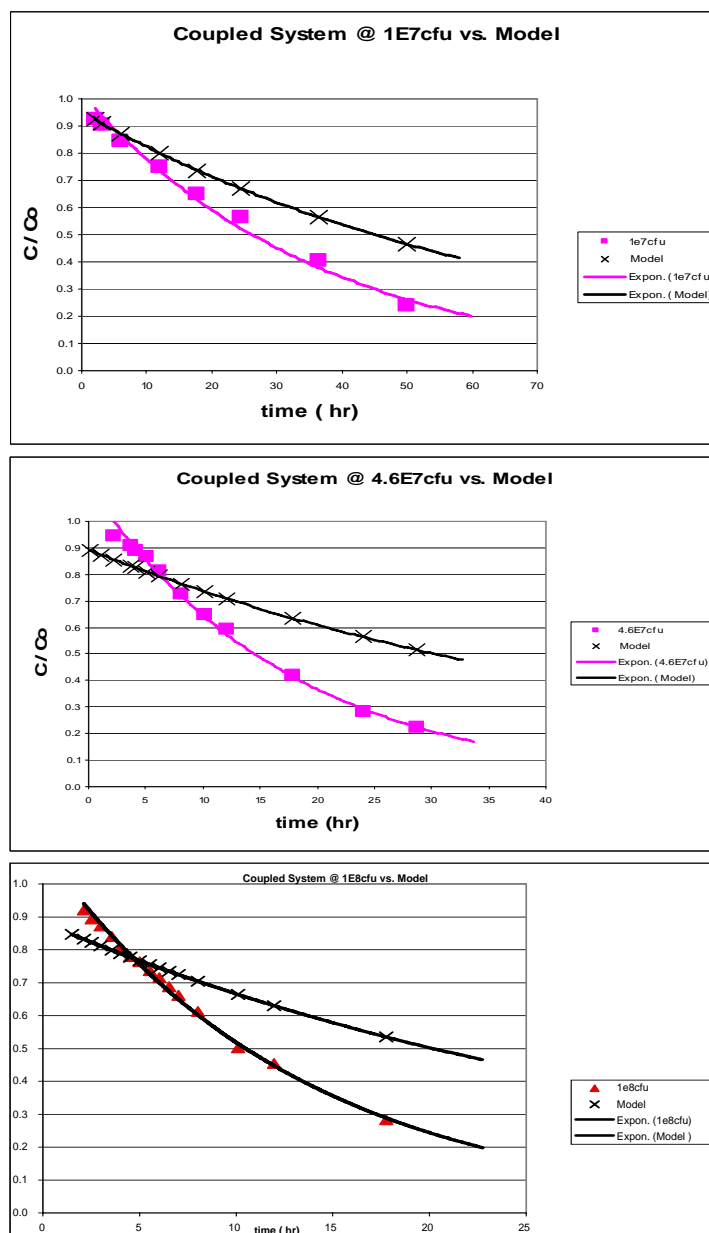 Coupled System @ 1E7cfu vs. Model
1.0
0.9
0.8
0.7
0.6
0.5
0.4
0.3
0.2
0.1
0.0
C / Co
0 10 20 30 40 50 60 70
time ( hr)
1e7cfu
Model
Expon. (1e7cfu)
Expon. ( Model)
Coupled System @ 4.6E7cfu vs. Model
1.0
0.9
0.8
0.7
0.6
0.5
0.4
0.3
0.2
0.1
0.0
C / Co
0 5 10 15 20 25 30 35 40
time (hr)
4.6E7cfu
Model
Expon. (4.6E7cfu)
Expon. ( Model)
Coupled System @ 1E8cfu vs. Model
1.0
0.9
0.8
0.7
0.6
0.5
0.4
0.3
0.2
0.1
0.0
0 5 10 15 20 25
time ( hr)
1e8cfu
Model
Expon. (1e8cfu)
Expon. (Model )